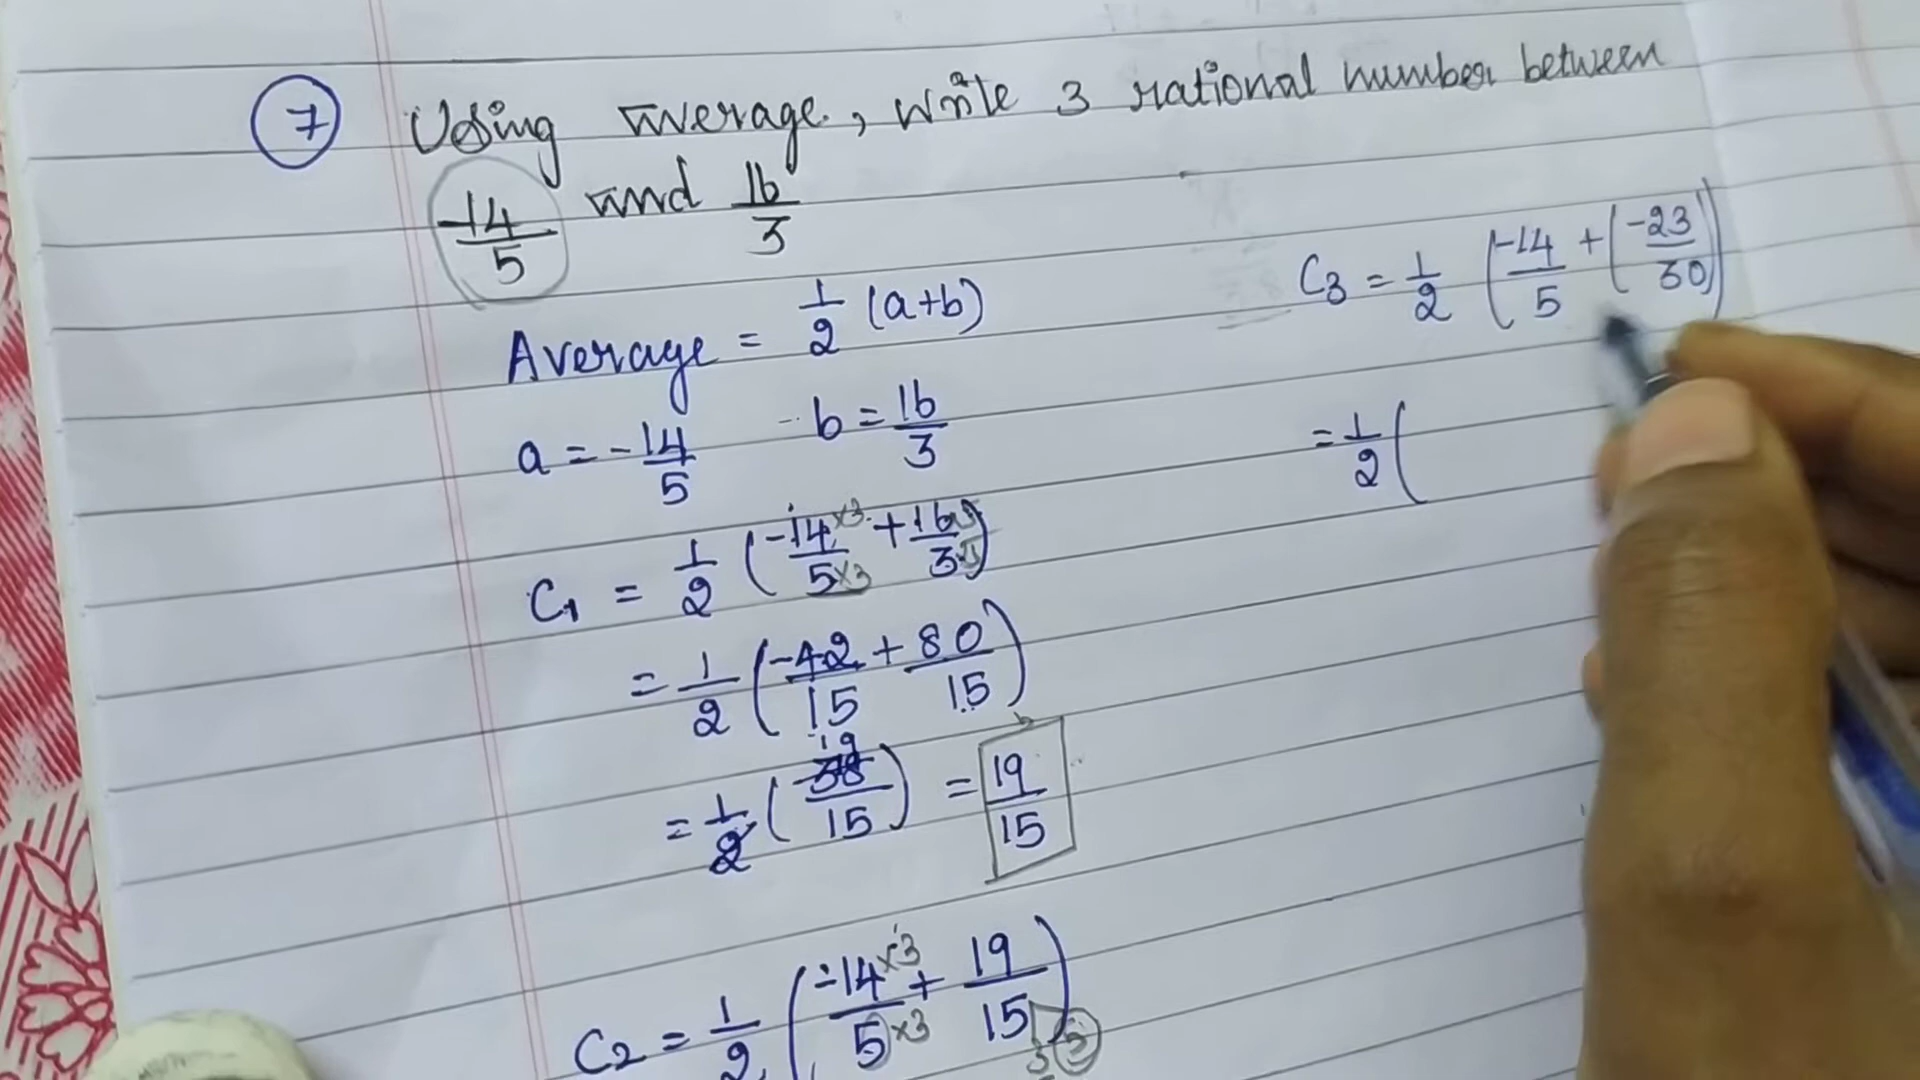 7 Using average, write 3 rational number between
-14/5 and 16/3
Average = 1/2 (a+b)
a = -14/5 b = 16/3
C1 = 1/2 (-14×3/5×3 + 16×5/3×5)
= 1/2 (-42/15 + 80/15)
= 1/2 (38/15) 19 = 19/15
C2 = 1/2 (-14×3/5×3 + 19/15)
3 5
C3 = 1/2 (-14/5 + (-23/30))
= 1/2 (